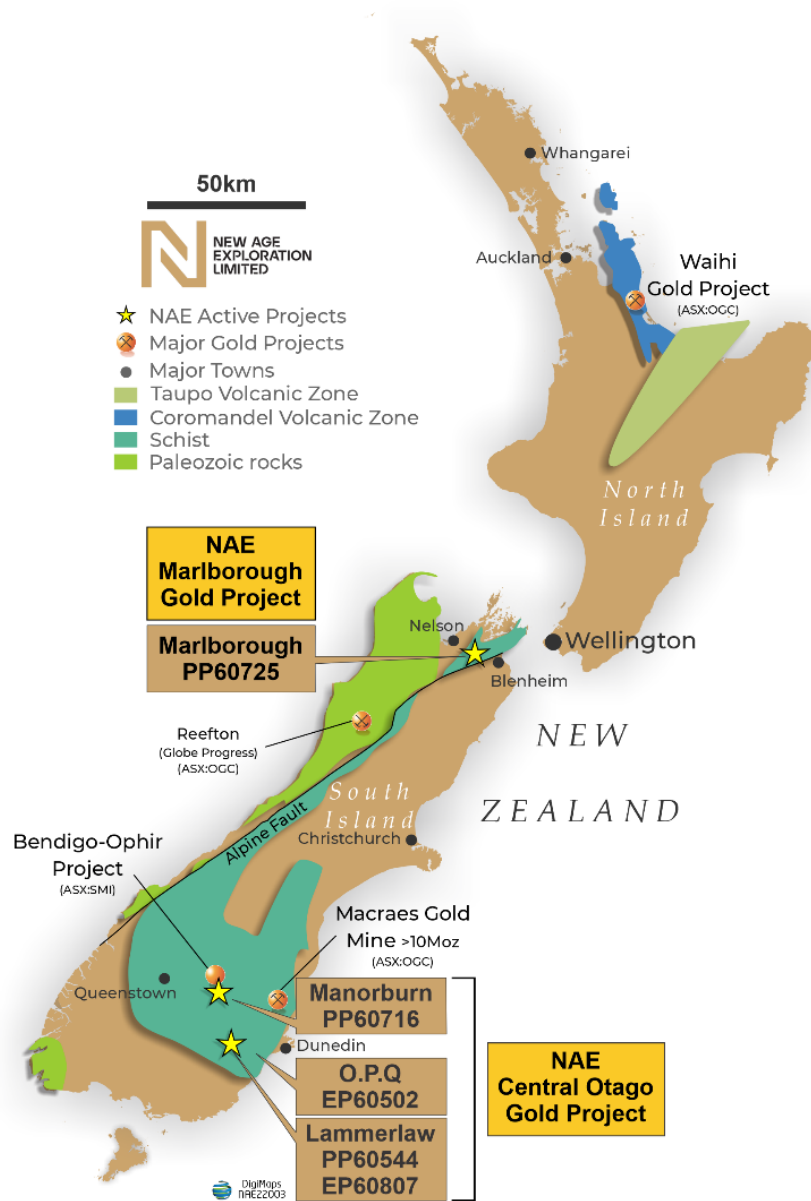 Whangarei
50km
NEW AGE
EXPLORATION
LIMITED
Auckland
Waihi
Gold Project
(ASX:OGC)
NAE Active Projects
Major Gold Projects
Major Towns
Taupo Volcanic Zone
Coromandel Volcanic Zone
Schist
Paleozoic rocks
North
Island
NAE
Marlborough
Gold Project
Marlborough
PP60725
Nelson
Wellington
Blenheim
Reefton
(Globe Progress)
(ASX:OGC)
NEW
ZEALAND
South
Island
Alpine Fault
Christchurch
Bendigo-Ophir
Project
(ASX:SMI)
Macraes Gold
Mine >10Moz
(ASX:OGC)
Queenstown
Manorburn
PP60716
Dunedin
O.P.Q
EP60502
Lammerlaw
PP60544
EP60807
NAE
Central Otago
Gold Project
DigiMaps
NAE22003